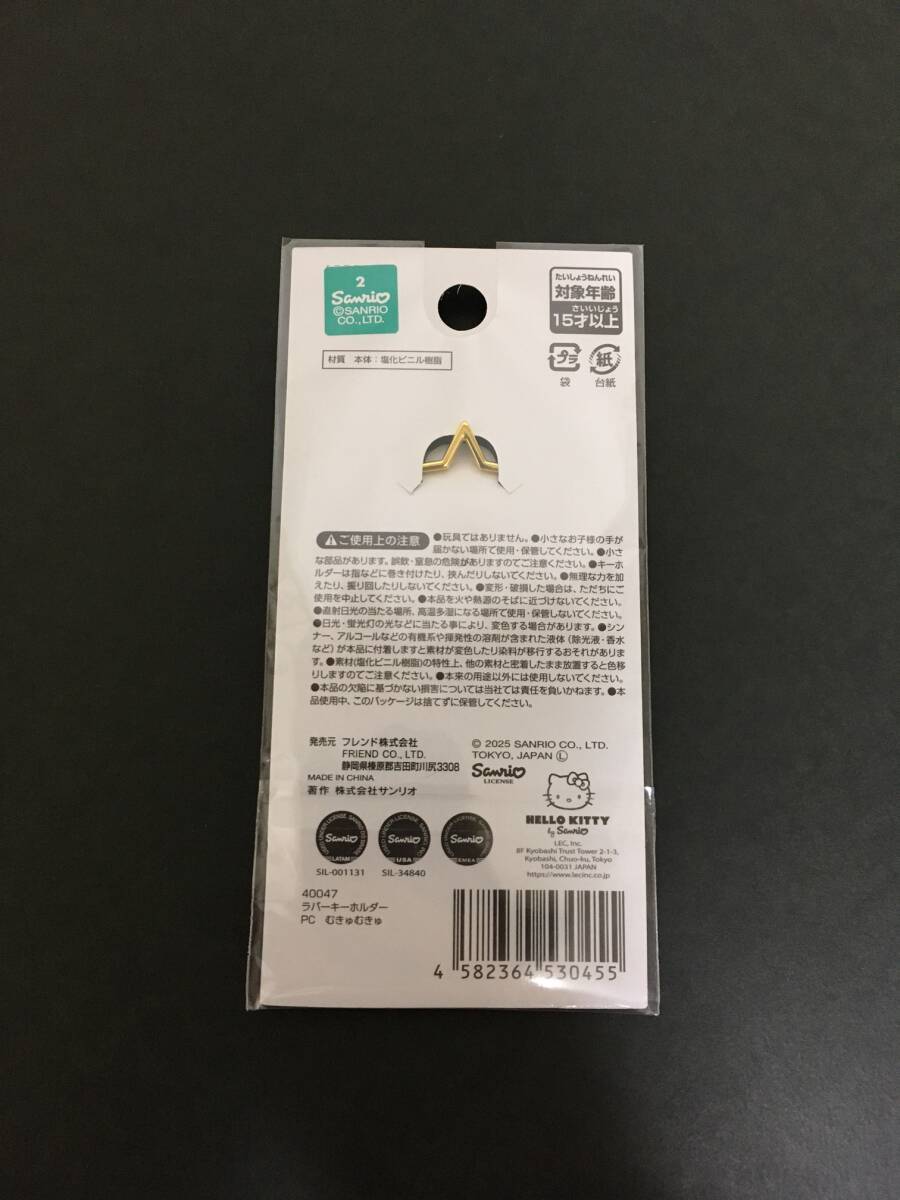 2
Sanrio
©SANRIO
CO.,LTD.
たいしょうねんれい
対象年齢
さいいじょう
15才以上
材質 本体：塩化ビニル樹脂
プラ
紙
袋
台紙
ご使用上の注意 ●玩具ではありません。●小さなお子様の手が
届かない場所で使用・保管してください。●小さ
な部品があります。誤飲・窒息の危険がありますのでご注意ください。●キーホ
ルダーは指などに巻き付けたり、挟んだりしないでください。●無理な力を加
えたり、振り回したりしないでください。●変形・破損した場合は、ただちにご
使用を中止してください。●本品を火や熱源のそばに近づけないでください。
●直射日光の当たる場所、高温多湿になる場所で使用・保管しないでください。
●日光・蛍光灯の光などに当たる事により、変色する場合があります。●シン
ナー、アルコールなどの有機系や揮発性の溶剤が含まれた液体（除光液・香水
など）が本品に付着しますと素材が変色したり染料が移行するおそれがありま
す。●素材(塩化ビニル樹脂)の特性上、他の素材と密着したまま放置すると色移
りしますのでご注意ください。●本来の用途以外には使用しないでください。
●本品の欠陥に基づかない損害については当社では責任を負いかねます。●本
品使用中、このパッケージは捨てずに保管してください。
発売元 フレンド株式会社
FRIEND CO., LTD.
静岡県榛原郡吉田町川尻3308
MADE IN CHINA
著作 株式会社サンリオ
© 2025 SANRIO CO., LTD.
TOKYO, JAPAN Ⓛ
Sanrio
LICENSE
HELLO KITTY
by Sanrio
LEC, Inc.
8F Kyobashi Trust Tower 2-1-3,
Kyobashi, Chuo-ku, Tokyo
104-0031 JAPAN
https://www.lecinc.co.jp
Sanrio
LATAM
Sanrio
USA
Sanrio
EMEA
SIL-001131
SIL-34840
40047
ラバーキーホルダー
PC むきゅむきゅ
4 582364 530455